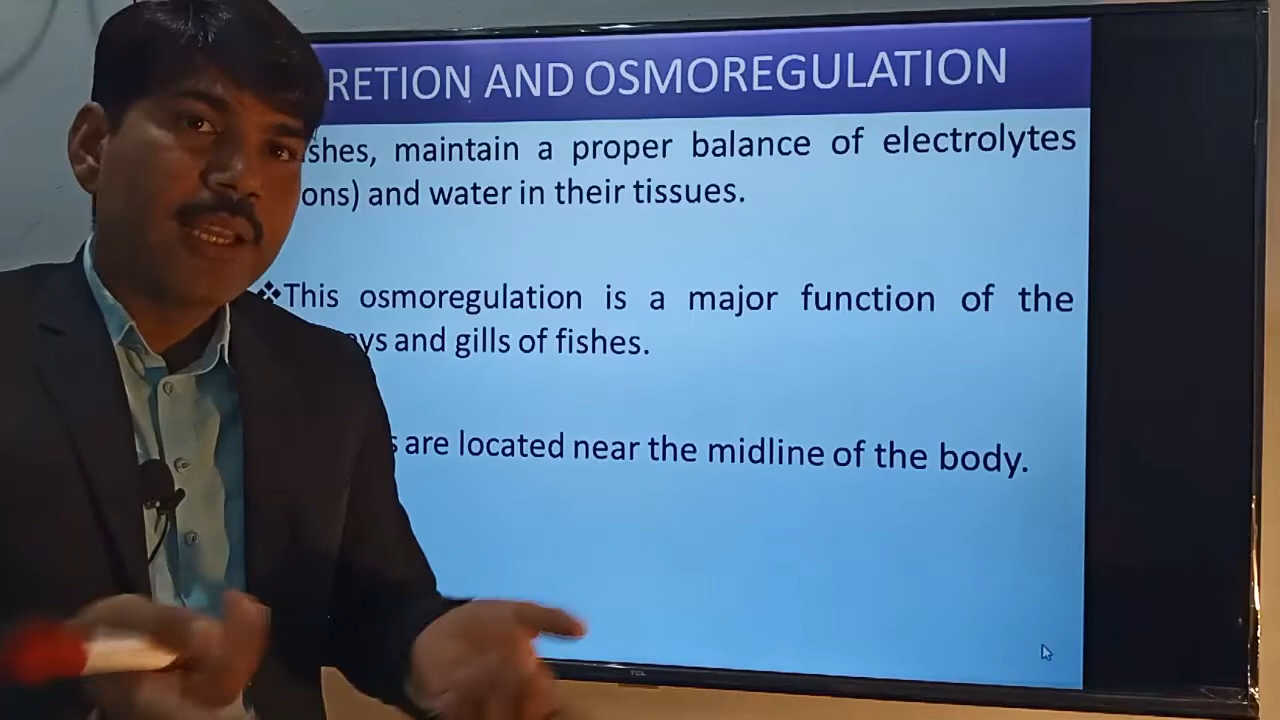 RETION AND OSMOREGULATION
shes, maintain a proper balance of electrolytes
ons) and water in their tissues.
❖This osmoregulation is a major function of the
ys and gills of fishes.
s are located near the midline of the body.
TCL